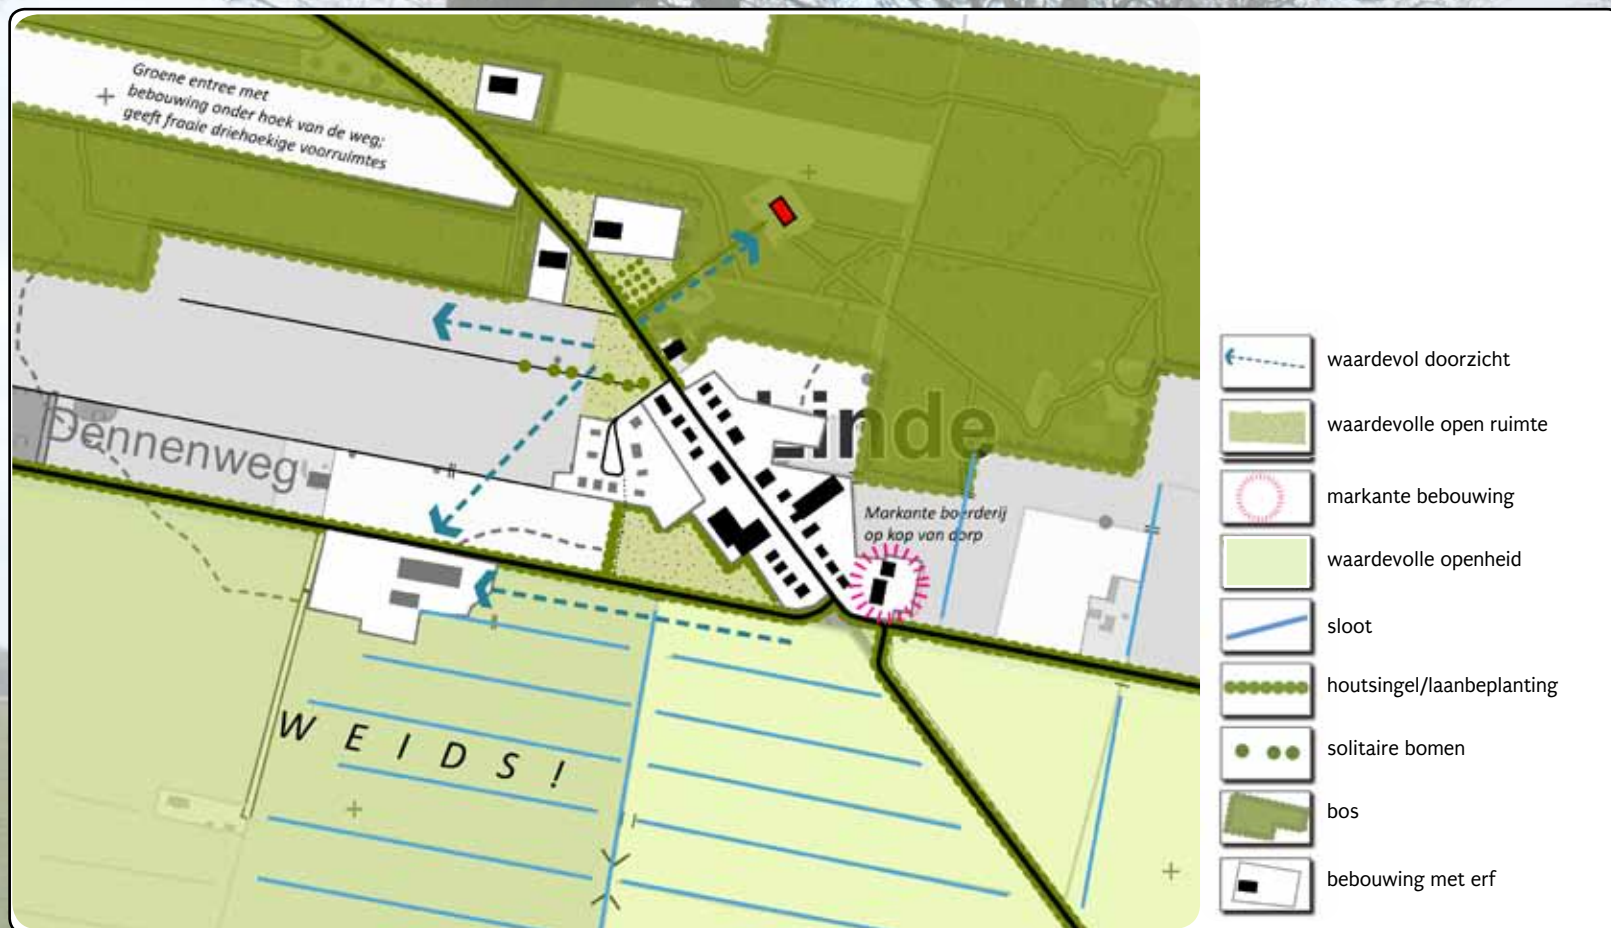 Groene entree met
bebouwing onder hoek van de weg;
geeft fraaie driehoekige voorruimtes
Linde
Dennenweg
Markante boerderij
op kop van dorp
WEIDS!
waardevol doorzicht
waardevolle open ruimte
markante bebouwing
waardevolle openheid
sloot
houtsingel/laanbeplanting
solitaire bomen
bos
bebouwing met erf